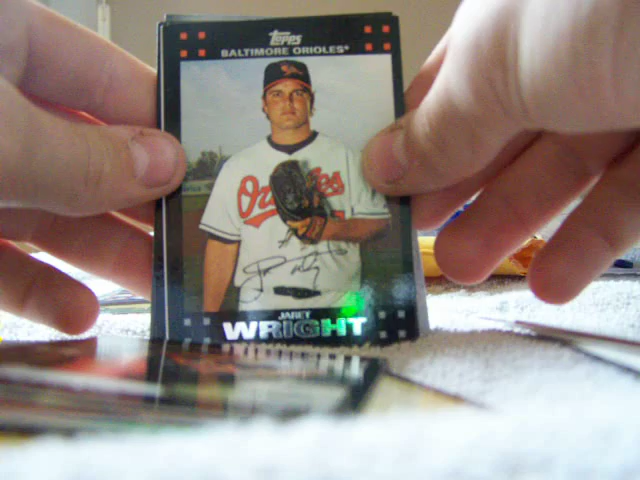 Topps
BALTIMORE ORIOLES
Orioles
JARET
WRIGHT